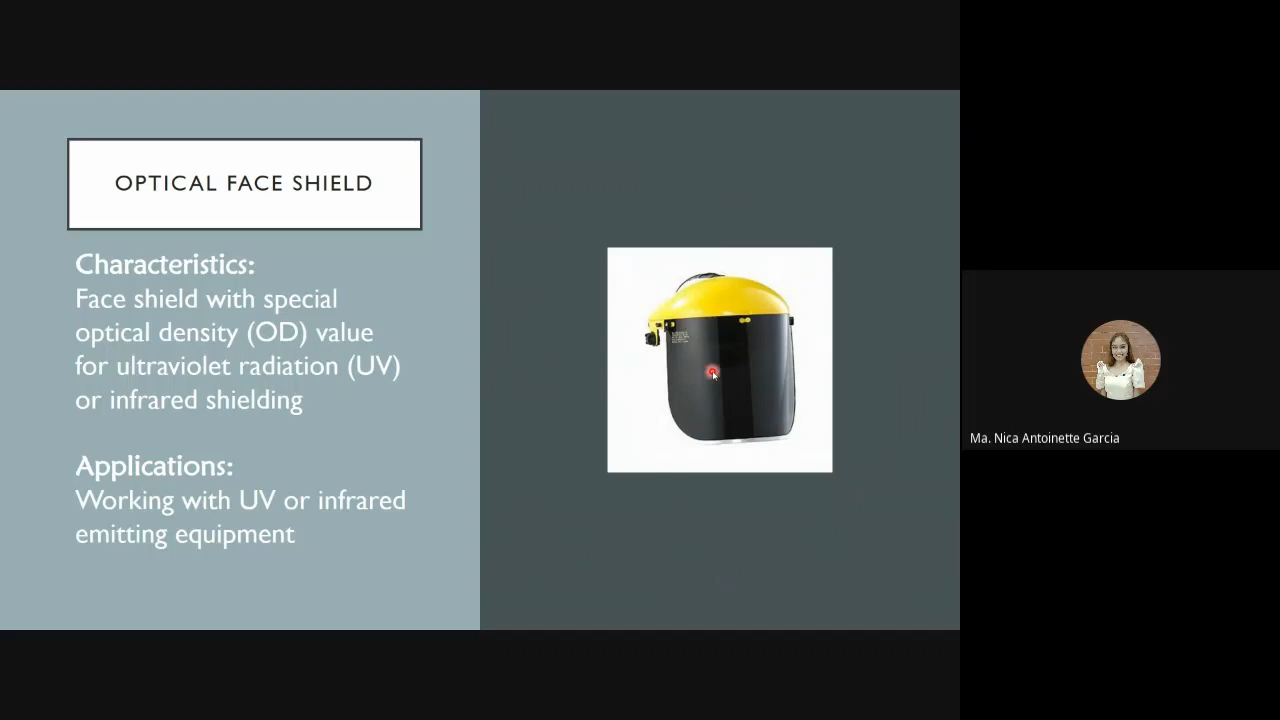 OPTICAL FACE SHIELD
Characteristics:
Face shield with special
optical density (OD) value
for ultraviolet radiation (UV)
or infrared shielding
Applications:
Working with UV or infrared
emitting equipment
Ma. Nica Antoinette Garcia